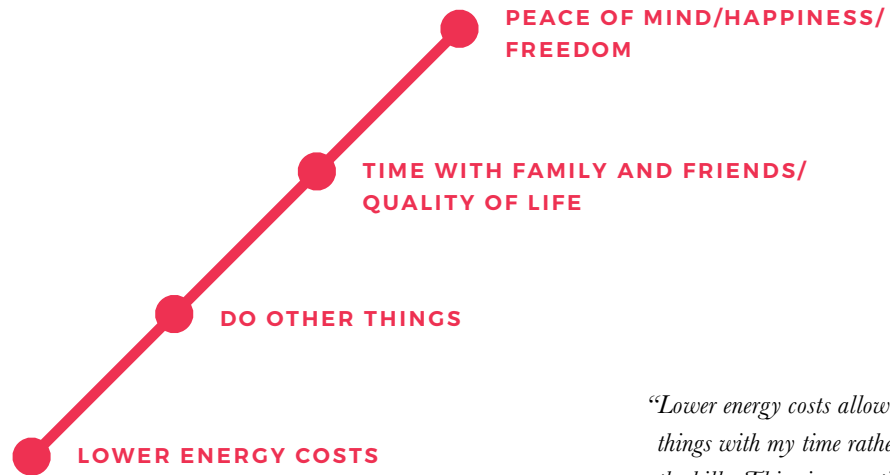 PEACE OF MIND/HAPPINESS/
FREEDOM
TIME WITH FAMILY AND FRIENDS/
QUALITY OF LIFE
DO OTHER THINGS
LOWER ENERGY COSTS
“Lower energy costs allow
things with my time rathe